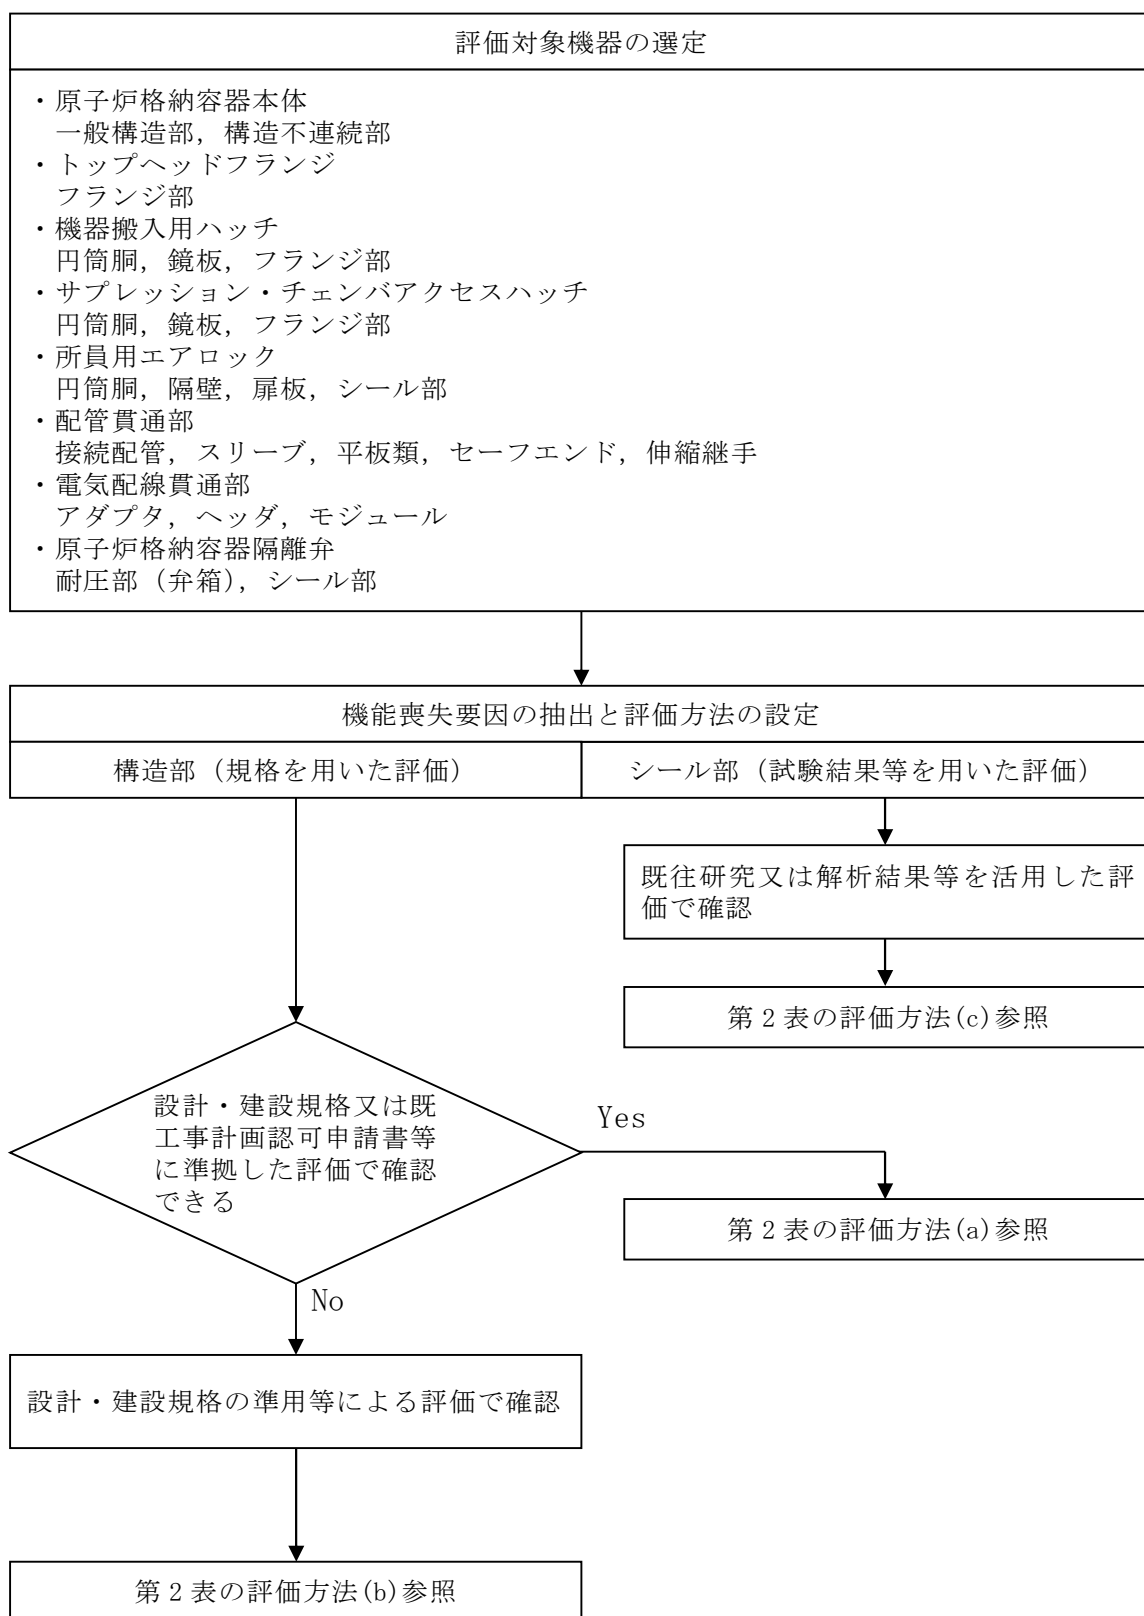 評価対象機器の選定
・原子炉格納容器本体
一般構造部，構造不連続部
・トップヘッドフランジ
フランジ部
・機器搬入用ハッチ
円筒胴，鏡板，フランジ部
・サプレッション・チェンバアクセスハッチ
円筒胴，鏡板，フランジ部
・所員用エアロック
円筒胴，隔壁，扉板，シール部
・配管貫通部
接続配管，スリーブ，平板類，セーフエンド，伸縮継手
・電気配線貫通部
アダプタ，ヘッダ，モジュール
・原子炉格納容器隔離弁
耐圧部（弁箱），シール部
機能喪失要因の抽出と評価方法の設定
構造部（規格を用いた評価）
シール部（試験結果等を用いた評価）
既往研究又は解析結果等を活用した評
価で確認
第２表の評価方法(c)参照
設計・建設規格又は既
工事計画認可申請書等
に準拠した評価で確認
できる
Yes
第２表の評価方法(a)参照
No
設計・建設規格の準用等による評価で確認
第２表の評価方法(b)参照